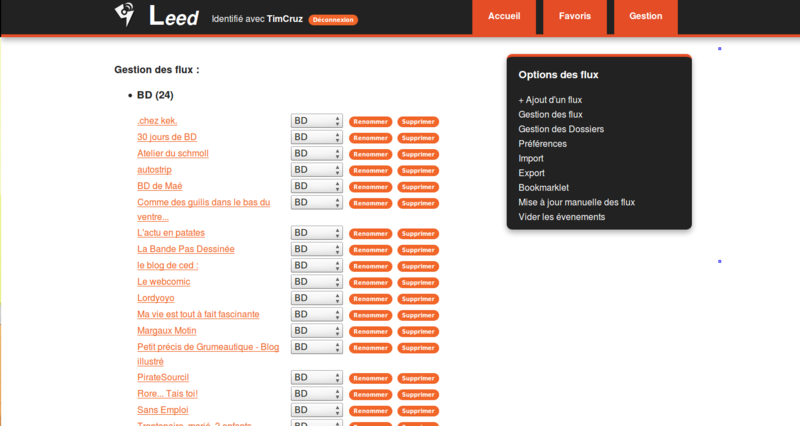 Leed
Identifié avec TimCruz Déconnexion
Accueil Favoris Gestion
Gestion des flux :
BD (24)
.chez kek. BD Renommer Supprimer
30 jours de BD BD Renommer Supprimer
Atelier du schmoll BD Renommer Supprimer
autostrip BD Renommer Supprimer
BD de Maé BD Renommer Supprimer
Comme des guilis dans le bas du BD Renommer Supprimer
ventre...
L'actu en patates BD Renommer Supprimer
La Bande Pas Dessinée BD Renommer Supprimer
le blog de ced : BD Renommer Supprimer
Le webcomic BD Renommer Supprimer
Lordyoyo BD Renommer Supprimer
Ma vie est tout à fait fascinante BD Renommer Supprimer
Margaux Motin BD Renommer Supprimer
Petit précis de Grumeautique - Blog BD Renommer Supprimer
illustré
PirateSourcil BD Renommer Supprimer
Rore... Tais toi! BD Renommer Supprimer
Sans Emploi BD Renommer Supprimer
Trentenaire, marié, 2 enfants BD Renommer Supprimer
Options des flux
+ Ajout d'un flux
Gestion des flux
Gestion des Dossiers
Préférences
Import
Export
Bookmarklet
Mise à jour manuelle des flux
Vider les évenements